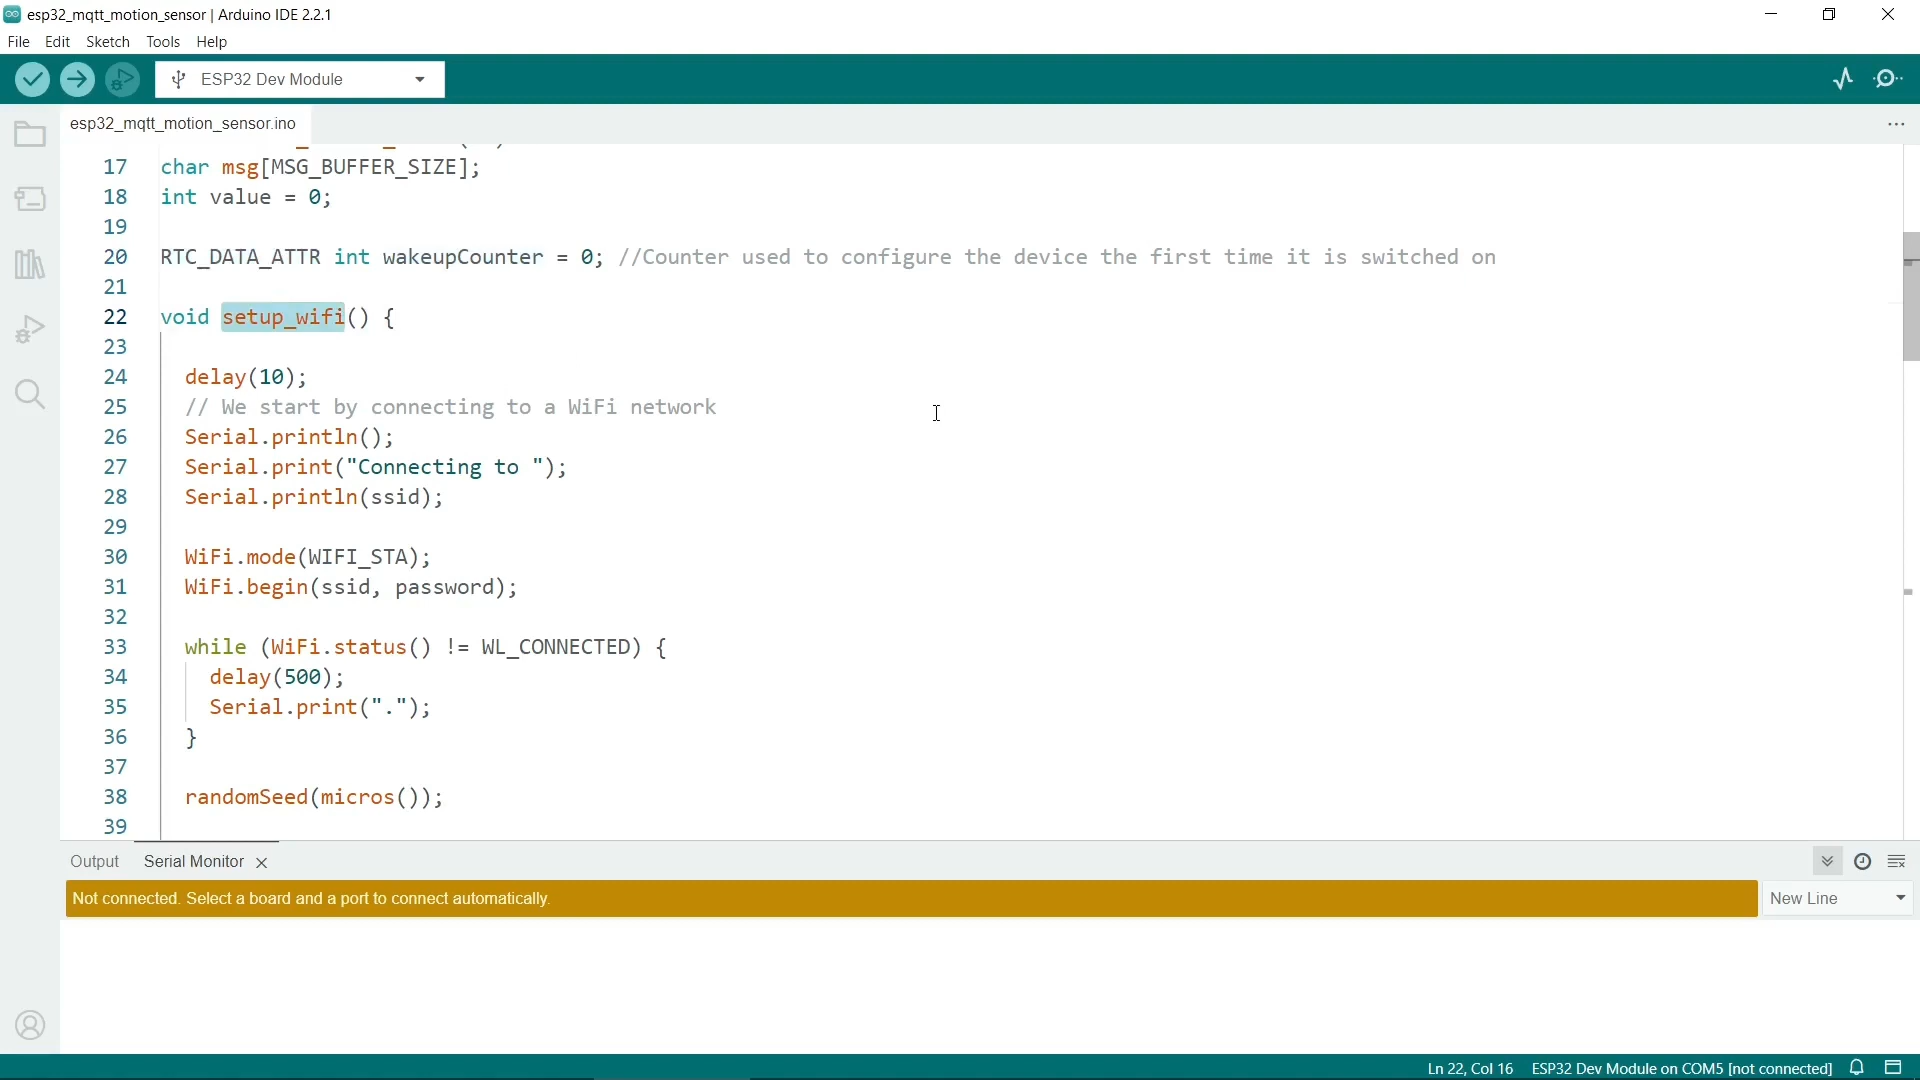 esp32_mqtt_motion_sensor | Arduino IDE 2.2.1
File Edit Sketch Tools Help
ESP32 Dev Module
esp32_mqtt_motion_sensor.ino
17 char msg[MSG_BUFFER_SIZE];
18 int value = 0;
19
20 RTC_DATA_ATTR int wakeupCounter = 0; //Counter used to configure the device the first time it is switched on
21
22 void setup_wifi() {
23
24 delay(10);
25 // We start by connecting to a WiFi network
26 Serial.println();
27 Serial.print("Connecting to ");
28 Serial.println(ssid);
29
30 WiFi.mode(WIFI_STA);
31 WiFi.begin(ssid, password);
32
33 while (WiFi.status() != WL_CONNECTED) {
34 delay(500);
35 Serial.print(".");
36 }
37
38 randomSeed(micros());
39
Output Serial Monitor
Not connected. Select a board and a port to connect automatically.
New Line
Ln 22, Col 16 ESP32 Dev Module on COM5 [not connected]